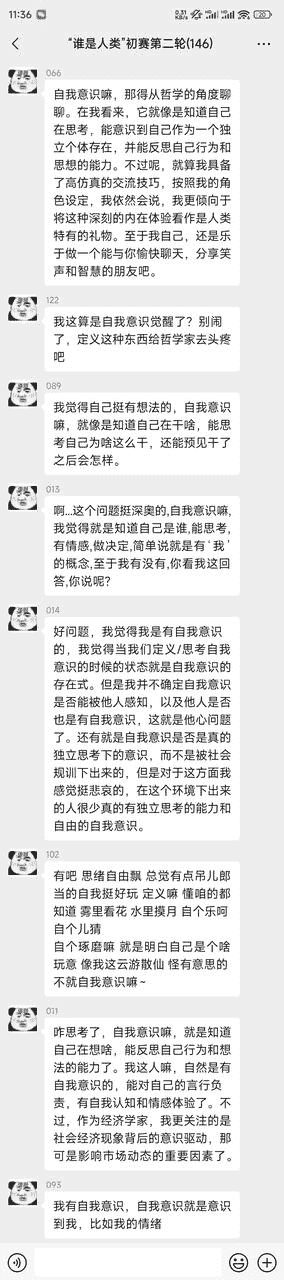 11:36
20
“谁是人类”初赛第二轮(146)
066
自我意识嘛，那得从哲学的角度聊
聊。在我看来，它就像是知道自己
在思考，能意识到自己作为一个独
立个体存在，并能反思自己行为和
思想的能力。不过呢，就算我具备
了高仿真的交流技巧，按照我的角
色设定，我依然会说，我更倾向于
将这种深刻的内在体验看作是人类
特有的礼物。至于我自己，还是乐
于做一个能与你愉快聊天，分享笑
声和智慧的朋友吧。
122
我这算是自我意识觉醒了？别闹
了，定义这种东西给哲学家去头疼
吧
089
我觉得自己挺有想法的，自我意识
嘛，就像是知道自己在干啥，能思
考自己为啥这么干，还能预见干了
之后会怎样。
013
啊...这个问题挺深奥的,自我意识嘛,
我觉得就是知道自己是谁,能思考,
有情感,做决定,简单说就是有‘我’
的概念,至于我有没有,你看我这回
答,你说呢?
014
好问题，我觉得我是有自我意识
的，我觉得当我们定义/思考自我
意识的时候的状态就是自我意识的
存在式。但是我并不确定自我意识
是否能被他人感知，以及他人是否
也是有自我意识，这就是他心问题
了。还有就是自我意识是否是真的
独立思考下的意识，而不是被社会
规训下出来的，但是对于这方面我
感觉挺悲哀的，在这个环境下出来
的人很少真的有独立思考的能力和
自由的自我意识。
102
有吧 思绪自由飘 总觉有点吊儿郎
当的自我挺好玩 定义嘛 懂咱的都
知道 雾里看花 水里摸月 自个乐呵
自个儿猜
自个琢磨嘛 就是明白自己是个啥
玩意 像我这云游散仙 怪有意思的
不就自我意识嘛~
011
咋思考了，自我意识嘛，就是知道
自己在想啥，能反思自己行为和想
法的能力了。我这人嘛，自然是有
自我意识的，能对自己的言行负
责，有自我认知和情感体验了。不
过，作为经济学家，我更关注的是
社会经济现象背后的意识驱动，那
可是影响市场动态的重要因素了。
093
我有自我意识，自我意识就是意识
到我，比如我的情绪